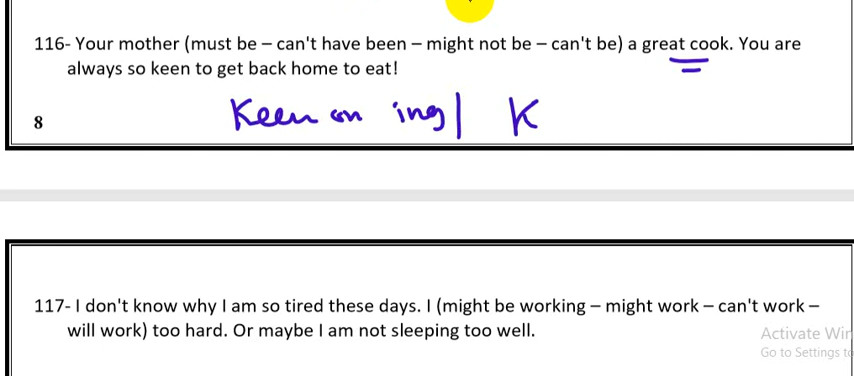 116- Your mother (must be – can't have been – might not be – can't be) a great cook. You are
always so keen to get back home to eat!
Keen on ing| K
8
117- I don't know why I am so tired these days. I (might be working – might work – can't work –
will work) too hard. Or maybe I am not sleeping too well.
Activate Win
Go to Settings to